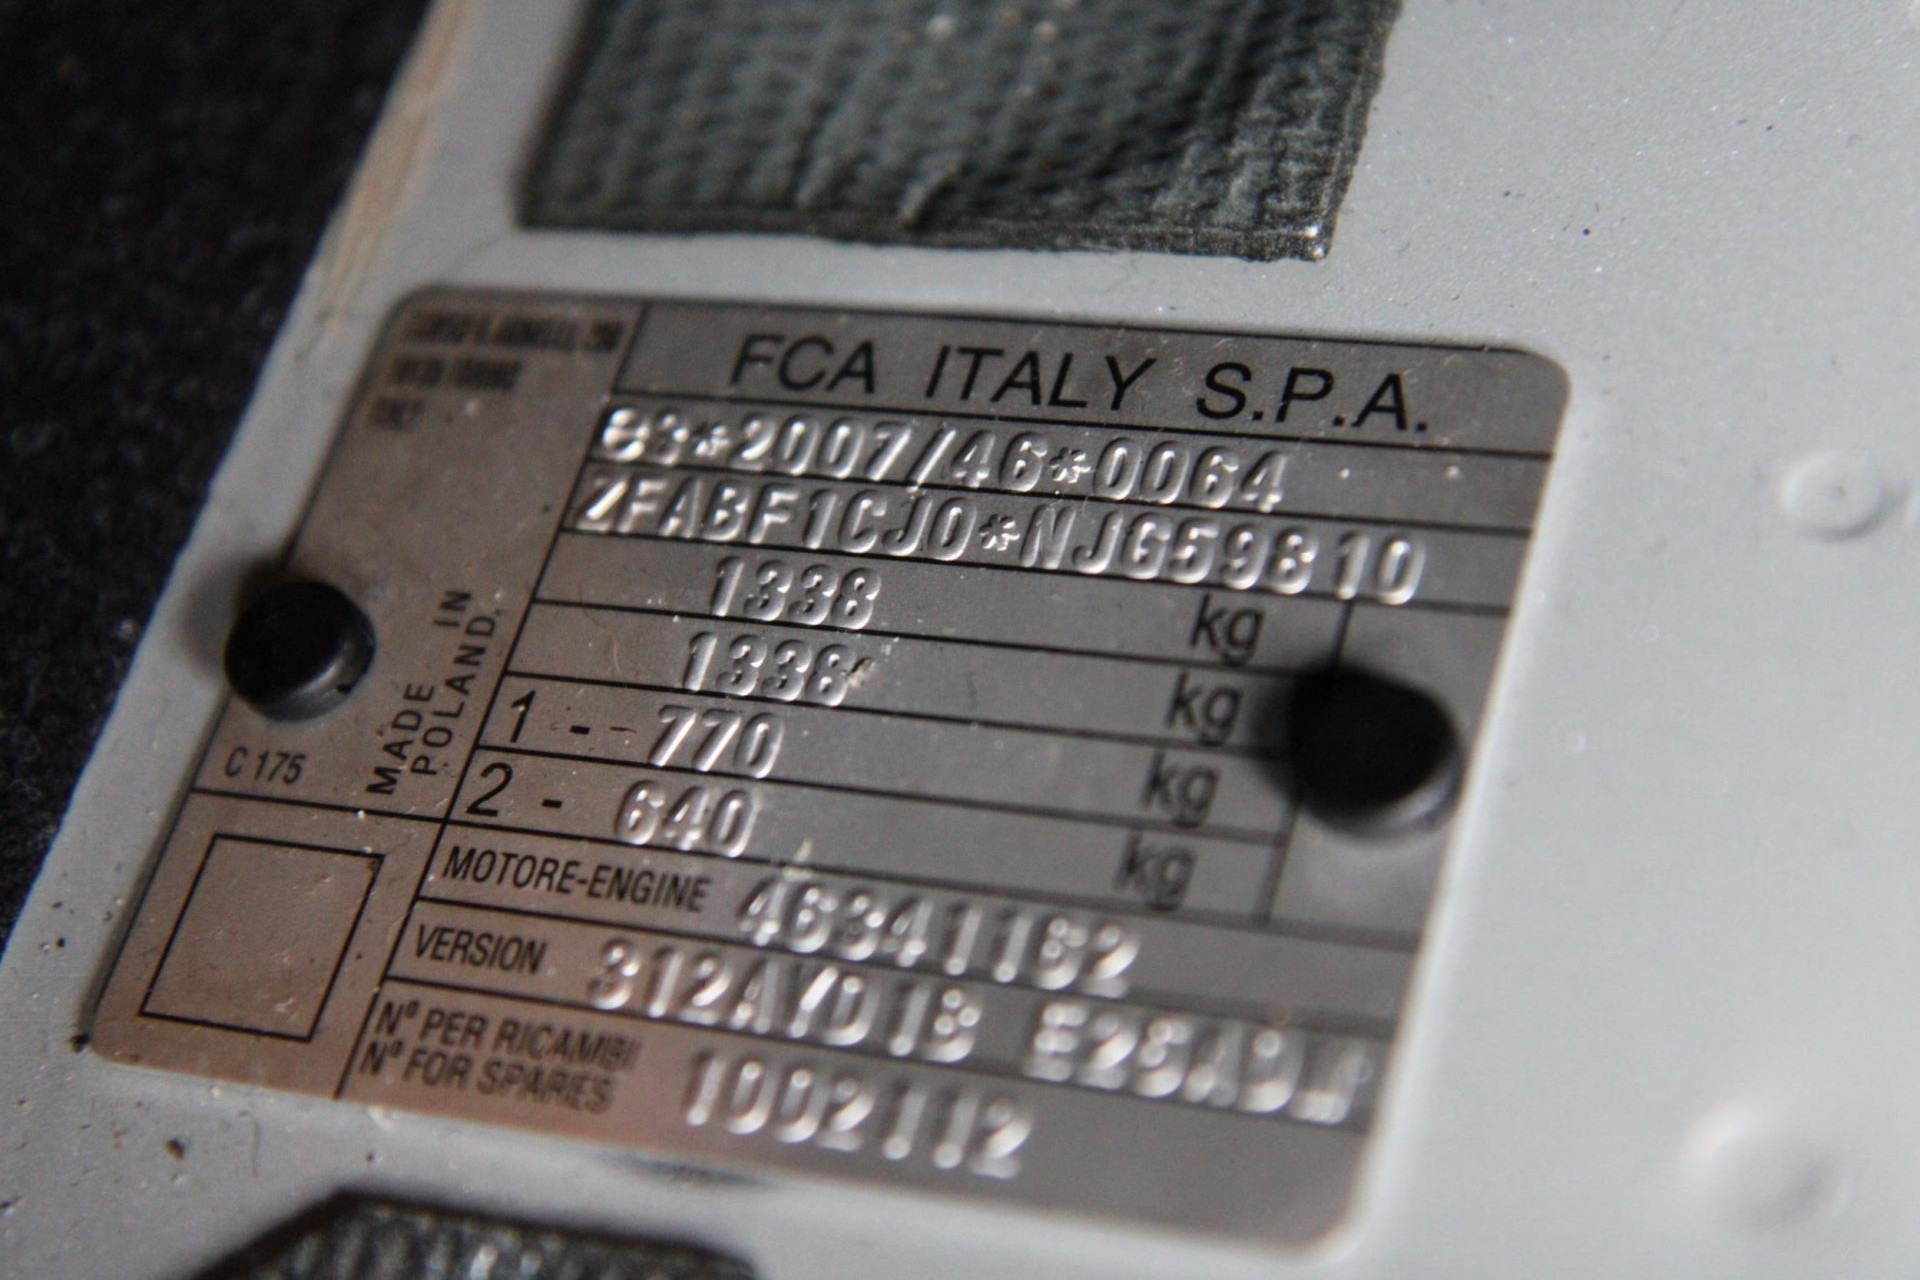 FCA ITALY S.P.A.
e3*2007/46*0064
ZFABF1CJ0*NJG59810
1338 kg
1338 kg
1 - 770 kg
2 - 640 kg
MADE IN
POLAND.
C 175
MOTORE-ENGINE 46341162
VERSION 312AYD1B
N° PER RICAMBI
N° FOR SPARES
1002112